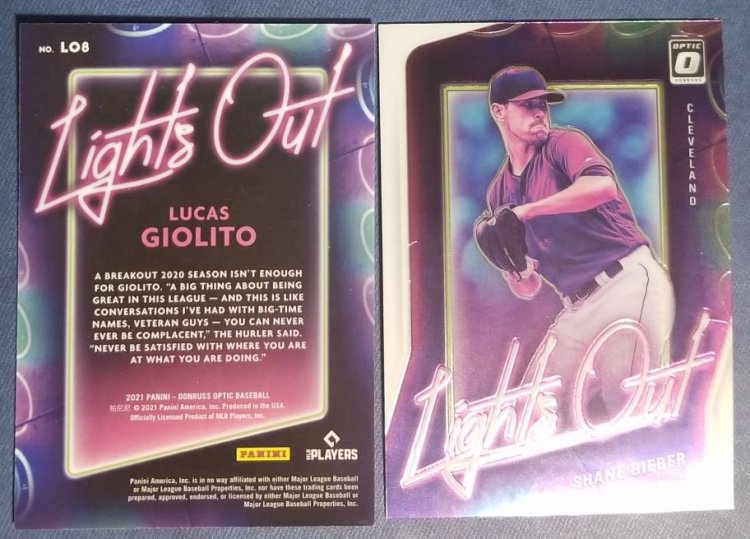 NO. LO8
Lights Out
LUCAS
GIOLITO
A BREAKOUT 2020 SEASON ISN'T ENOUGH
FOR GIOLITO. "A BIG THING ABOUT BEING
GREAT IN THIS LEAGUE — AND THIS IS LIKE
CONVERSATIONS I'VE HAD WITH BIG-TIME
NAMES, VETERAN GUYS — YOU CAN NEVER
EVER BE COMPLACENT," THE HURLER SAID.
"NEVER BE SATISFIED WITH WHERE YOU ARE
AT WHAT YOU ARE DOING."
2021 PANINI – DONRUSS OPTIC BASEBALL
帕尼尼 © 2021 Panini America, Inc. Produced in the USA.
Officially Licensed Product of MLB Players, Inc.
PANINI
MLB PLAYERS
Panini America, Inc. is in no way affiliated with either Major League Baseball
or Major League Baseball Properties, Inc. nor have these trading cards been
prepared, approved, endorsed, or licensed by either Major League Baseball or
Major League Baseball Properties, Inc.
OPTIC
DONRUSS
CLEVELAND
Lights Out
SHANE BIEBER